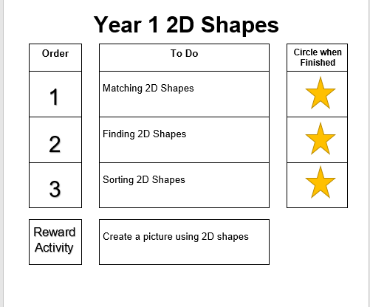 Year 1 2D Shapes
Order
To Do
Circle when
Finished
1
Matching 2D Shapes
2
Finding 2D Shapes
3
Sorting 2D Shapes
Reward
Activity
Create a picture using 2D shapes